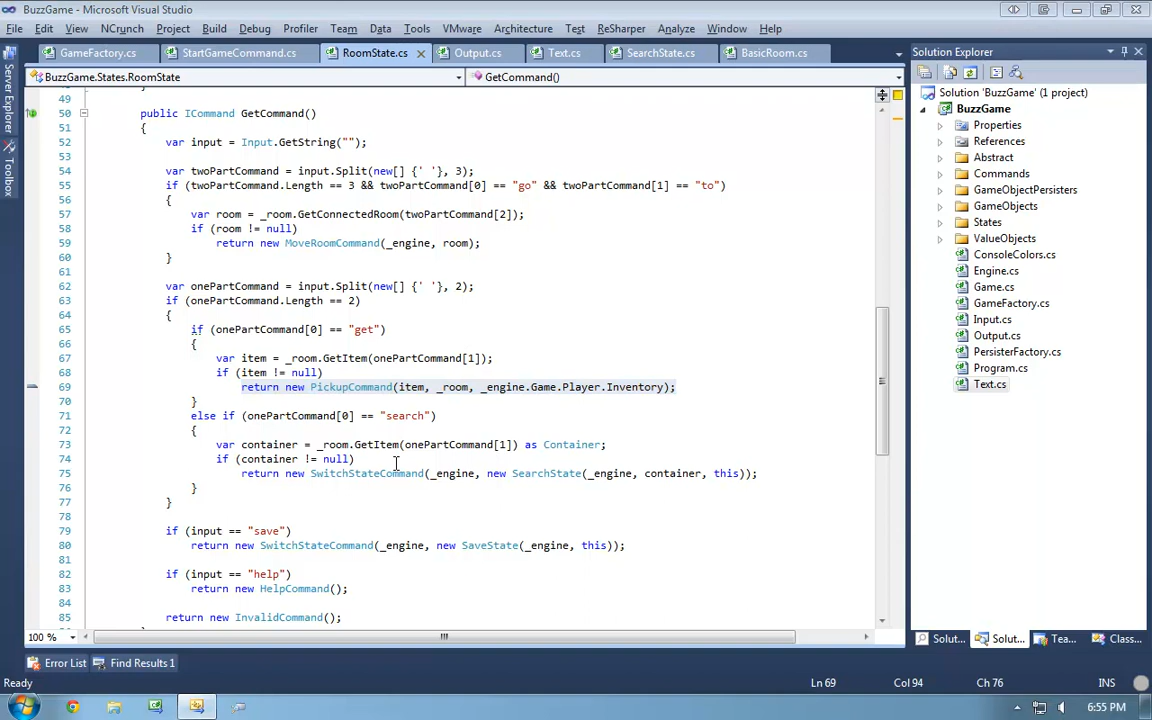 BuzzGame - Microsoft Visual Studio
File Edit View Refactor VAssistX Navigate Run Build Debug Project Team Data Tools VMware Architecture Test ReSharper Analyze Window Help
GameFactory.cs StartGameCommand.cs RoomState.cs Output.cs Text.cs SearchState.cs BasicRoom.cs
BuzzGame.States.RoomState GetCommand()
49 }
50 public ICommand GetCommand()
51 {
52 var input = Input.GetString("");
53
54 var twoPartCommand = input.Split(new[] {' '}, 3);
55 if (twoPartCommand.Length == 3 && twoPartCommand[0] == "go" && twoPartCommand[1] == "to")
56 {
57 var room = _room.GetConnectedRoom(twoPartCommand[2]);
58 if (room != null)
59 return new MoveRoomCommand(_engine, room);
60 }
61
62 var onePartCommand = input.Split(new[] {' '}, 2);
63 if (onePartCommand.Length == 2)
64 {
65 if (onePartCommand[0] == "get")
66 {
67 var item = _room.GetItem(onePartCommand[1]);
68 if (item != null)
69 return new PickupCommand(item, _room, _engine.Game.Player.Inventory);
70 }
71 else if (onePartCommand[0] == "search")
72 {
73 var container = _room.GetItem(onePartCommand[1]) as Container;
74 if (container != null)
75 return new SwitchStateCommand(_engine, new SearchState(_engine, container, this));
76 }
77 }
78
79 if (input == "save")
80 return new SwitchStateCommand(_engine, new SaveState(_engine, this));
81
82 if (input == "help")
83 return new HelpCommand();
84
85 return new InvalidCommand();
100 %
Server Explorer
Toolbox
Solution Explorer
Solution 'BuzzGame' (1 project)
BuzzGame
Properties
References
Abstract
Commands
GameObjectPersisters
GameObjects
States
ValueObjects
ConsoleColors.cs
Engine.cs
Game.cs
GameFactory.cs
Input.cs
Output.cs
PersisterFactory.cs
Program.cs
Text.cs
Solut... Solut... Tea... Class...
Error List Find Results 1
Ready Ln 69 Col 94 Ch 76 INS
6:55 PM